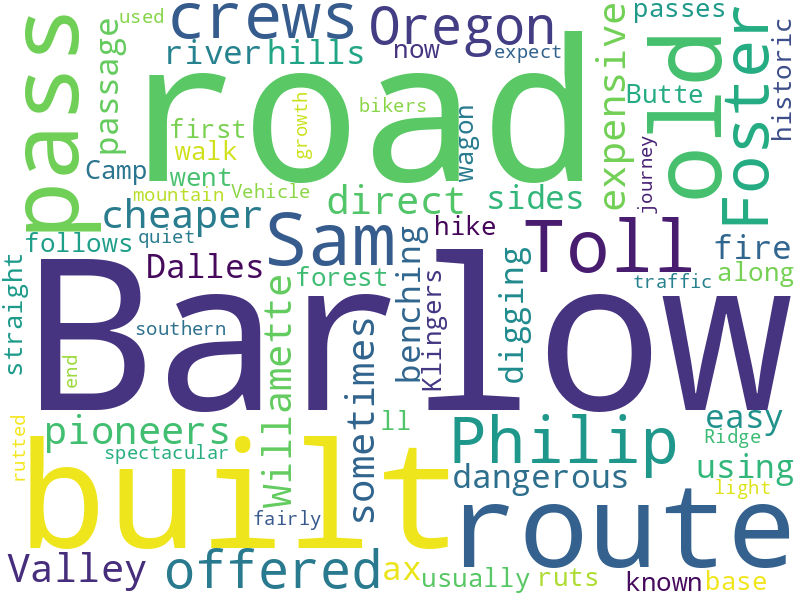 used
crews
Oregon
passes
pass
passage
river
hills
now
expect
road
old
Foster
historic
expensive
Butte
bikers
growth
first
walk
wagon
Camp
went
mountain
Vehicle
direct
sides
journey
cheaper
quiet
follows
Sam
hike
Toll
fire
Dalles
forest
benching
Klingers
digging
along
traffic
straight
southern
Barlow
Willamette
sometimes
end
rutted
pioneers
spectacular
ll
Philip
easy
Ridge
using
built
dangerous
light
fairly
route
Valley
offered
ax
usually
ruts
known
base